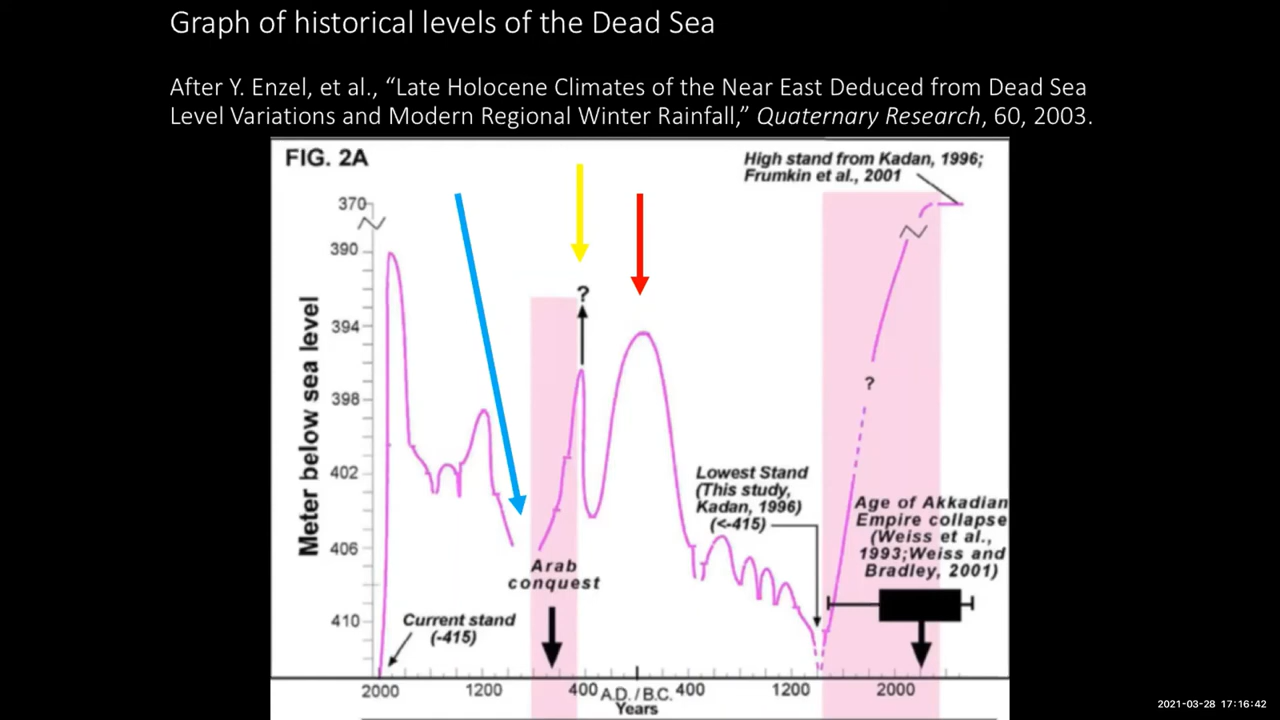 Graph of historical levels of the Dead Sea
After Y. Enzel, et al., “Late Holocene Climates of the Near East Deduced from Dead Sea
Level Variations and Modern Regional Winter Rainfall,” Quaternary Research, 60, 2003.
FIG. 2A
High stand from Kadan, 1996;
Frumkin et al., 2001
370
390
394
398
402
406
410
Meter below sea level
?
?
Lowest Stand
(This study,
Kadan, 1996)
(<-415)
Age of Akkadian
Empire collapse
(Weiss et al.,
1993;Weiss and
Bradley, 2001)
Arab
conquest
Current stand
(-415)
2000
1200
400
A.D. / B.C.
400
1200
2000
Years
2021-03-28 17:16:42